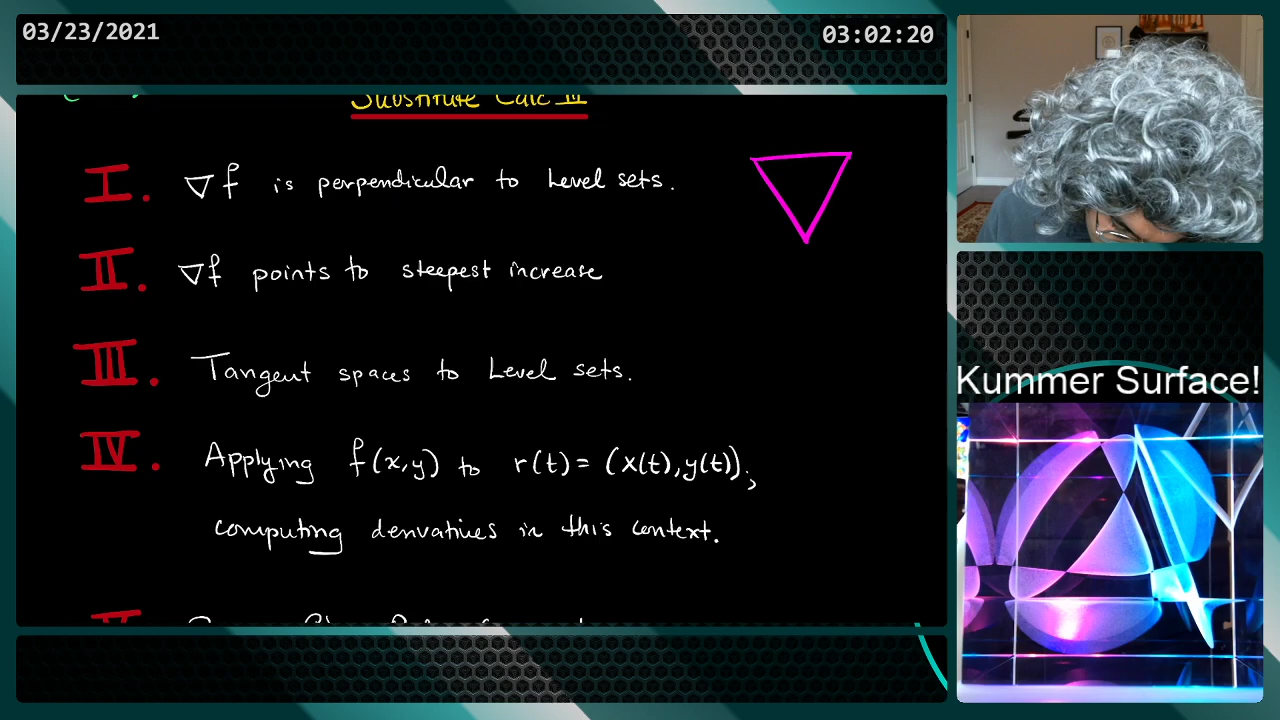 03/23/2021
03:02:20
Substitute Calc III
I. ∇f is perpendicular to Level sets.
II. ∇f points to steepest increase
III. Tangent spaces to Level sets.
IV. Applying f(x,y) to r(t) = (x(t), y(t));
computing derivatives in this context.
Kummer Surface!